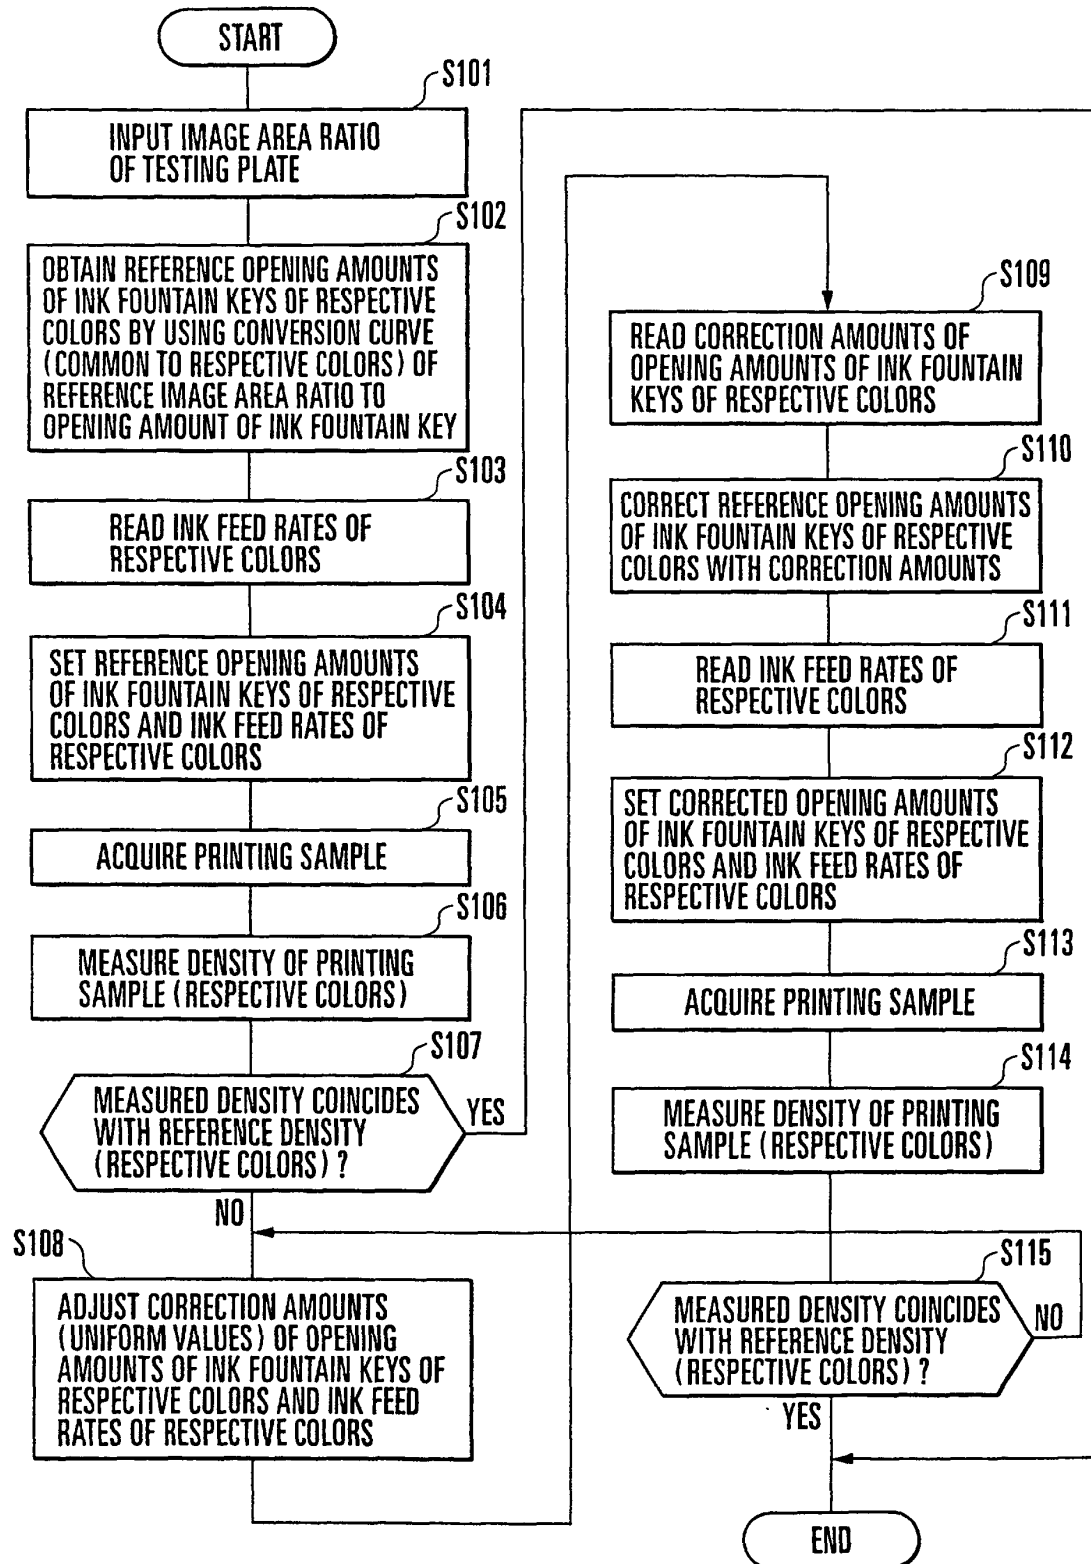 START
S101
INPUT IMAGE AREA RATIO
OF TESTING PLATE
S102
OBTAIN REFERENCE OPENING AMOUNTS
OF INK FOUNTAIN KEYS OF RESPECTIVE
COLORS BY USING CONVERSION CURVE
(COMMON TO RESPECTIVE COLORS) OF
REFERENCE IMAGE AREA RATIO TO
OPENING AMOUNT OF INK FOUNTAIN KEY
S103
READ INK FEED RATES OF
RESPECTIVE COLORS
S104
SET REFERENCE OPENING AMOUNTS
OF INK FOUNTAIN KEYS OF RESPECTIVE
COLORS AND INK FEED RATES OF
RESPECTIVE COLORS
S105
ACQUIRE PRINTING SAMPLE
S106
MEASURE DENSITY OF PRINTING
SAMPLE (RESPECTIVE COLORS)
S107
MEASURED DENSITY COINCIDES
WITH REFERENCE DENSITY
(RESPECTIVE COLORS) ?
YES
NO
S108
ADJUST CORRECTION AMOUNTS
(UNIFORM VALUES) OF OPENING
AMOUNTS OF INK FOUNTAIN KEYS OF
RESPECTIVE COLORS AND INK FEED
RATES OF RESPECTIVE COLORS
S109
READ CORRECTION AMOUNTS OF
OPENING AMOUNTS OF INK FOUNTAIN
KEYS OF RESPECTIVE COLORS
S110
CORRECT REFERENCE OPENING AMOUNTS
OF INK FOUNTAIN KEYS OF RESPECTIVE
COLORS WITH CORRECTION AMOUNTS
S111
READ INK FEED RATES OF
RESPECTIVE COLORS
S112
SET CORRECTED OPENING AMOUNTS
OF INK FOUNTAIN KEYS OF RESPECTIVE
COLORS AND INK FEED RATES OF
RESPECTIVE COLORS
S113
ACQUIRE PRINTING SAMPLE
S114
MEASURE DENSITY OF PRINTING
SAMPLE (RESPECTIVE COLORS)
S115
MEASURED DENSITY COINCIDES
WITH REFERENCE DENSITY
(RESPECTIVE COLORS) ?
NO
YES
END